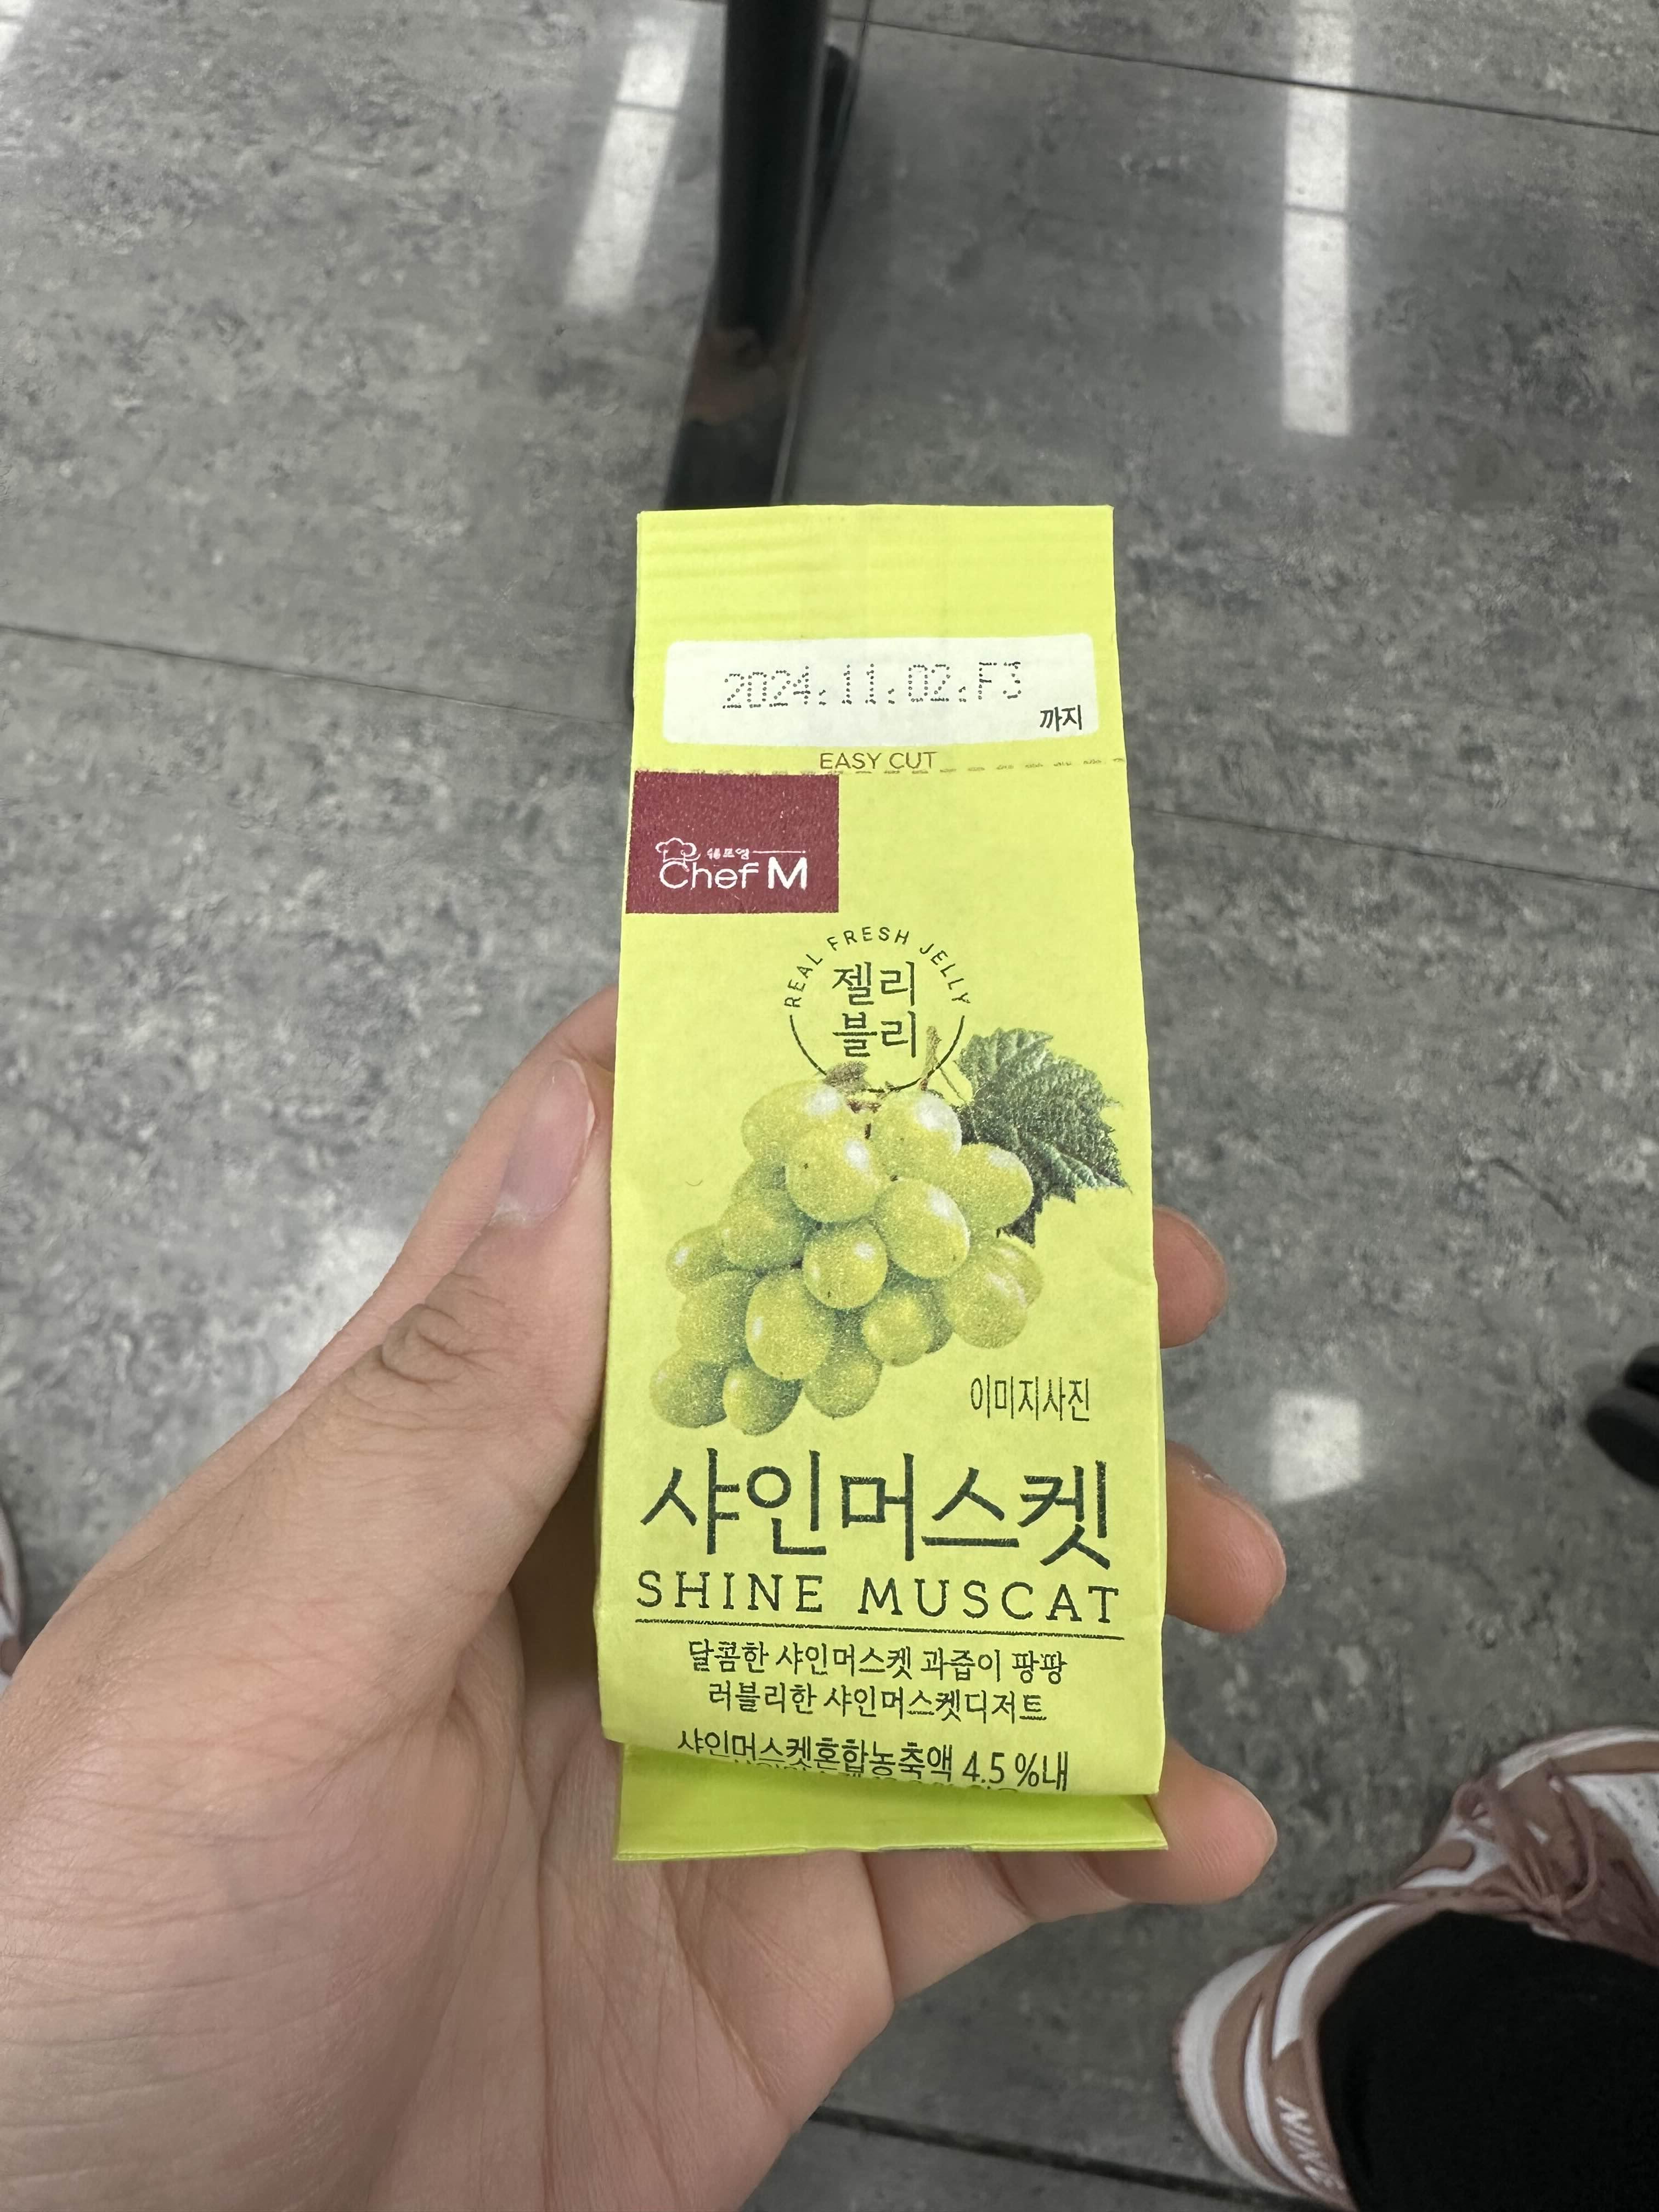 2024.11.02.F3
까지
EASY CUT
쉐프엠
Chef M
REAL FRESH JELLY
젤리
블리
이미지사진
샤인머스켓
SHINE MUSCAT
달콤한 샤인머스켓 과즙이 팡팡
러블리한 샤인머스켓디저트
샤인머스켓혼합농축액 4.5 %내
NIKE